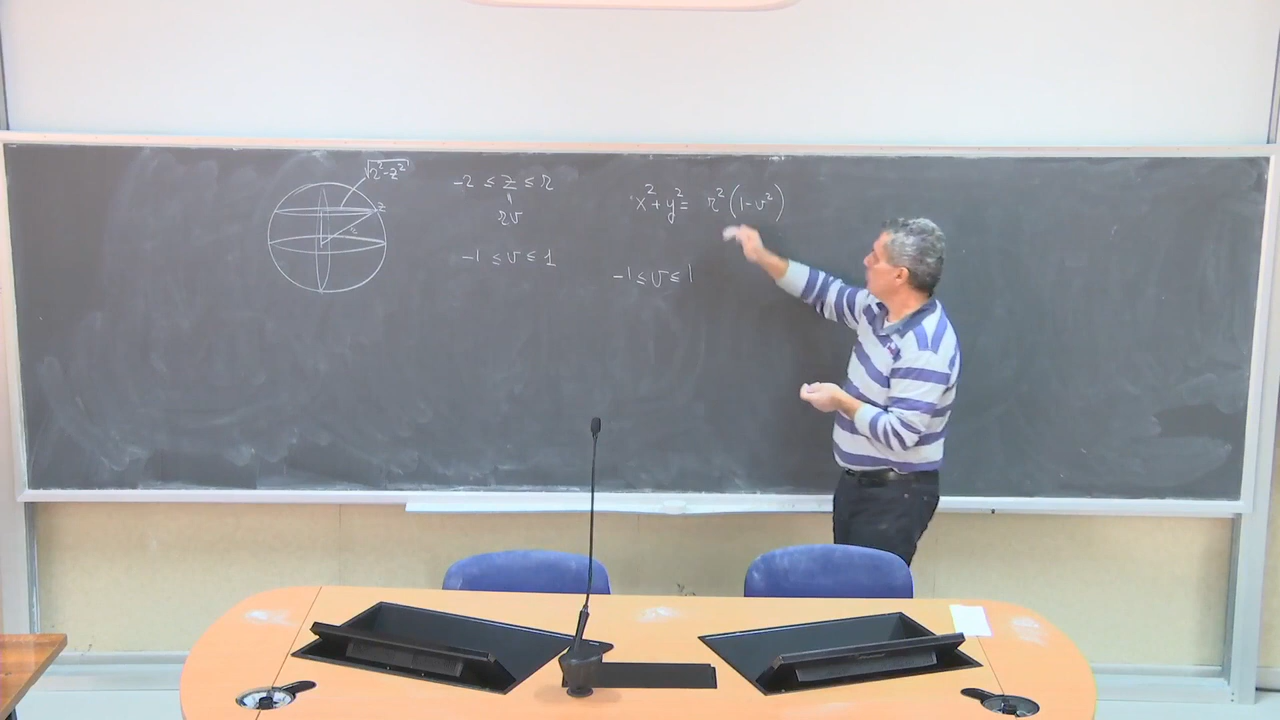 √r²-z²
z
r
-r ≤ z ≤ r
"
rv
-1 ≤ v ≤ 1
x²+y²= r²(1-v²)
-1 ≤ v ≤ 1